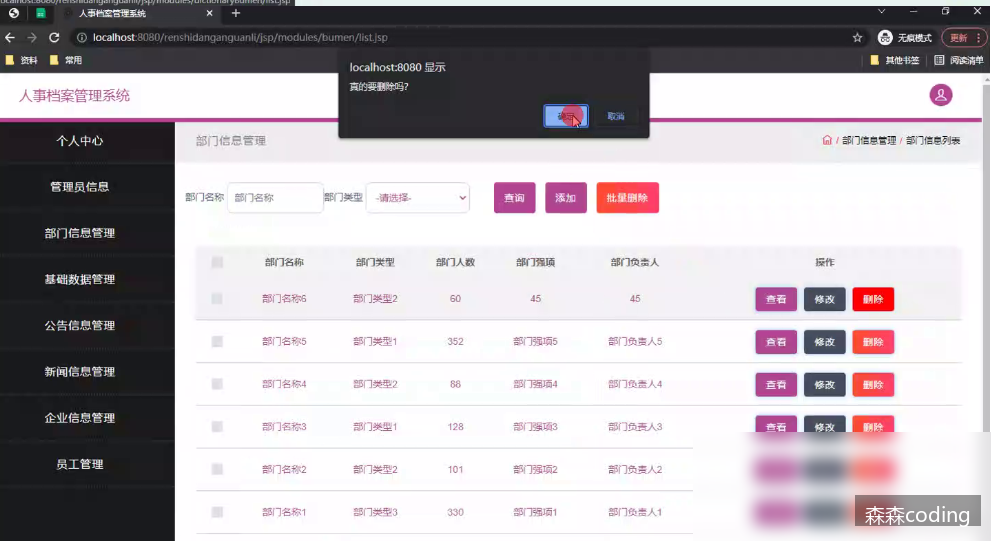 人事档案管理系统
localhost:8080/renshidanganguanli/jsp/modules/bumen/list.jsp
无痕模式
更新
资料
常用
其他书签
阅读清单
localhost:8080 显示
真的要删除吗?
取消
人事档案管理系统
个人中心
管理员信息
部门信息管理
基础数据管理
公告信息管理
新闻信息管理
企业信息管理
员工管理
部门信息管理
/ 部门信息管理 / 部门信息列表
部门名称 部门名称 部门类型 -请选择- 查询 添加 批量删除
部门名称 部门类型 部门人数 部门强项 部门负责人 操作
部门名称6 部门类型2 60 45 45 查看 修改 删除
部门名称5 部门类型1 352 部门强项5 部门负责人5 查看 修改 删除
部门名称4 部门类型2 88 部门强项4 部门负责人4 查看 修改 删除
部门名称3 部门类型1 128 部门强项3 部门负责人3 查看 修改 删除
部门名称2 部门类型2 101 部门强项2 部门负责人2
部门名称1 部门类型3 330 部门强项1 部门负责人1
森森coding